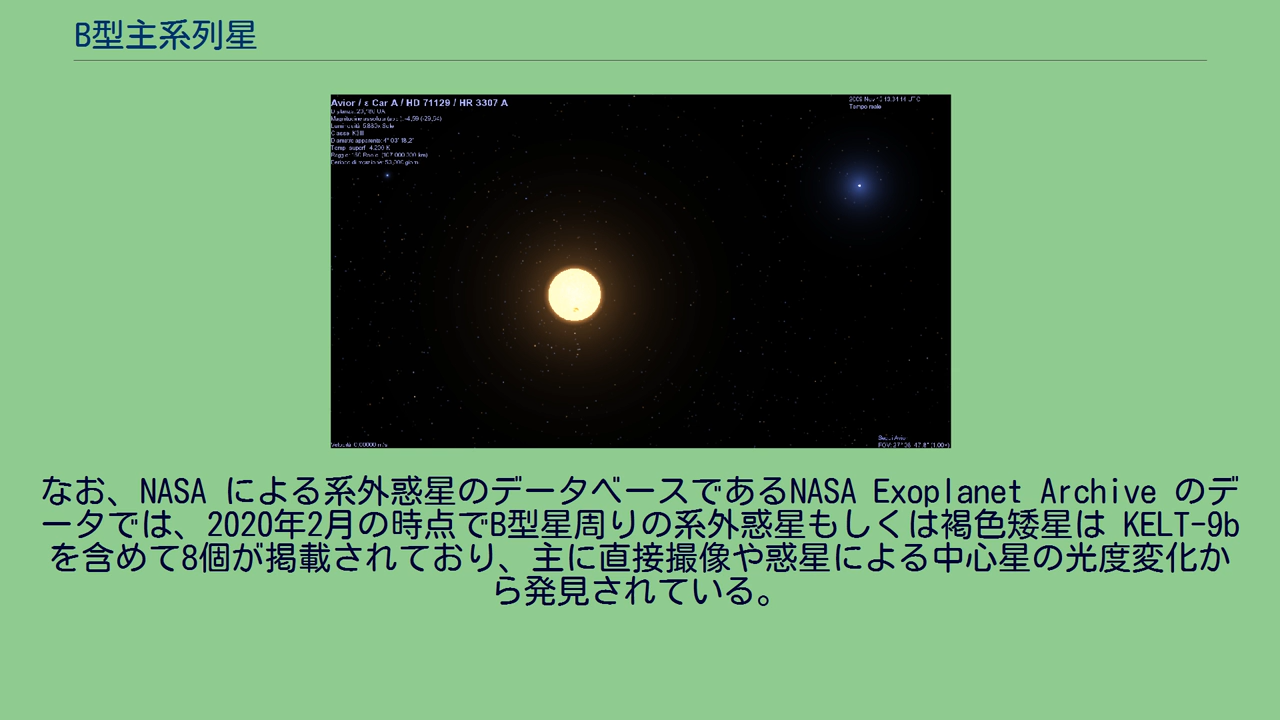 B型主系列星
Avior / ε Car A / HD 71129 / HR 3307 A
Tempo reale
Velocità: 0,00000 m/s
なお、NASA による系外惑星のデータベースであるNASA Exoplanet Archive のデ
ータでは、2020年2月の時点でB型星周りの系外惑星もしくは褐色矮星は KELT-9b
を含めて8個が掲載されており、主に直接撮像や惑星による中心星の光度変化か
ら発見されている。